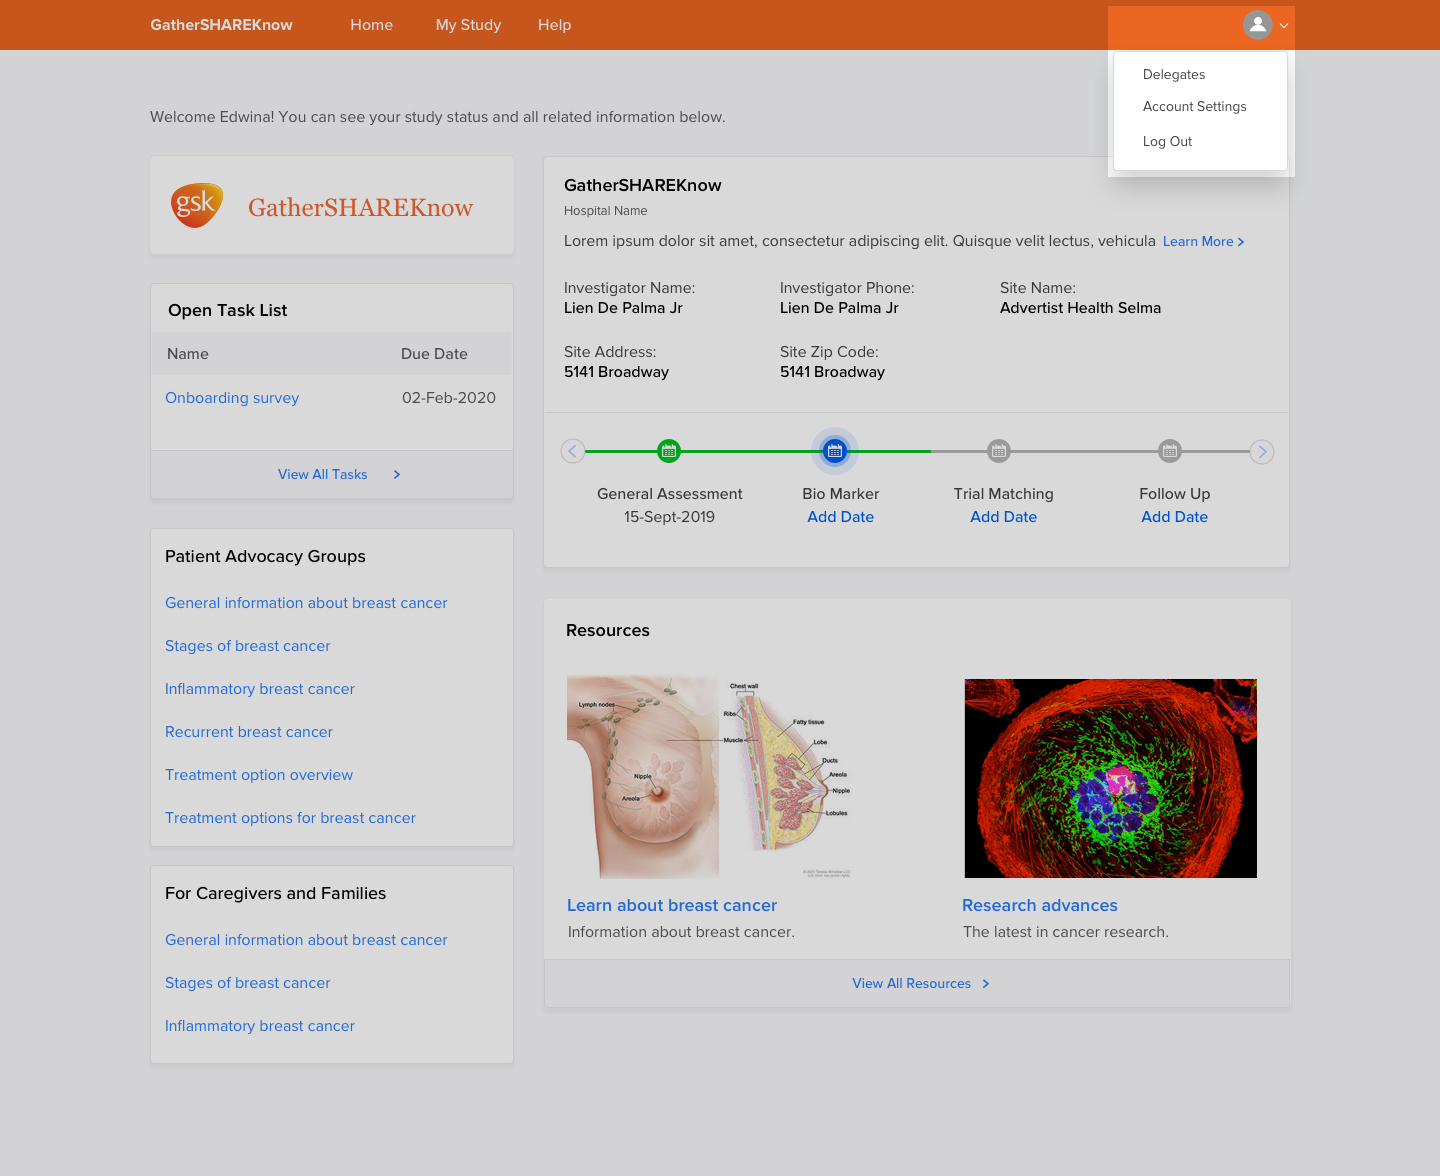 GatherSHAREKnow Home My Study Help
Delegates
Account Settings
Log Out
Welcome Edwina! You can see your study status and all related information below.
gsk GatherSHAREKnow
Open Task List
Name Due Date
Onboarding survey 02-Feb-2020
View All Tasks
Patient Advocacy Groups
General information about breast cancer
Stages of breast cancer
Inflammatory breast cancer
Recurrent breast cancer
Treatment option overview
Treatment options for breast cancer
For Caregivers and Families
General information about breast cancer
Stages of breast cancer
Inflammatory breast cancer
GatherSHAREKnow
Hospital Name
Lorem ipsum dolor sit amet, consectetur adipiscing elit. Quisque velit lectus, vehicula Learn More
Investigator Name: Investigator Phone: Site Name:
Lien De Palma Jr Lien De Palma Jr Advertist Health Selma
Site Address: Site Zip Code:
5141 Broadway 5141 Broadway
General Assessment Bio Marker Trial Matching Follow Up
15-Sept-2019 Add Date Add Date Add Date
Resources
Chest wall
Lymph nodes
Ribs
Fatty tissue
Muscle
Lobe
Ducts
Nipple
Areola
Areola
Nipple
Lobules
Learn about breast cancer
Information about breast cancer.
Research advances
The latest in cancer research.
View All Resources